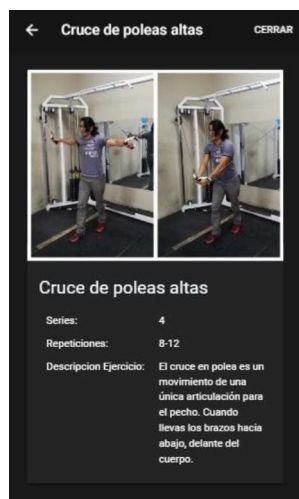 Cruce de poleas altas
CERRAR
Cruce de poleas altas
Series: 4
Repeticiones: 8-12
Descripcion Ejercicio: El cruce en polea es un
movimiento de una
única articulación para
el pecho. Cuando
llevas los brazos hacia
abajo, delante del
cuerpo.